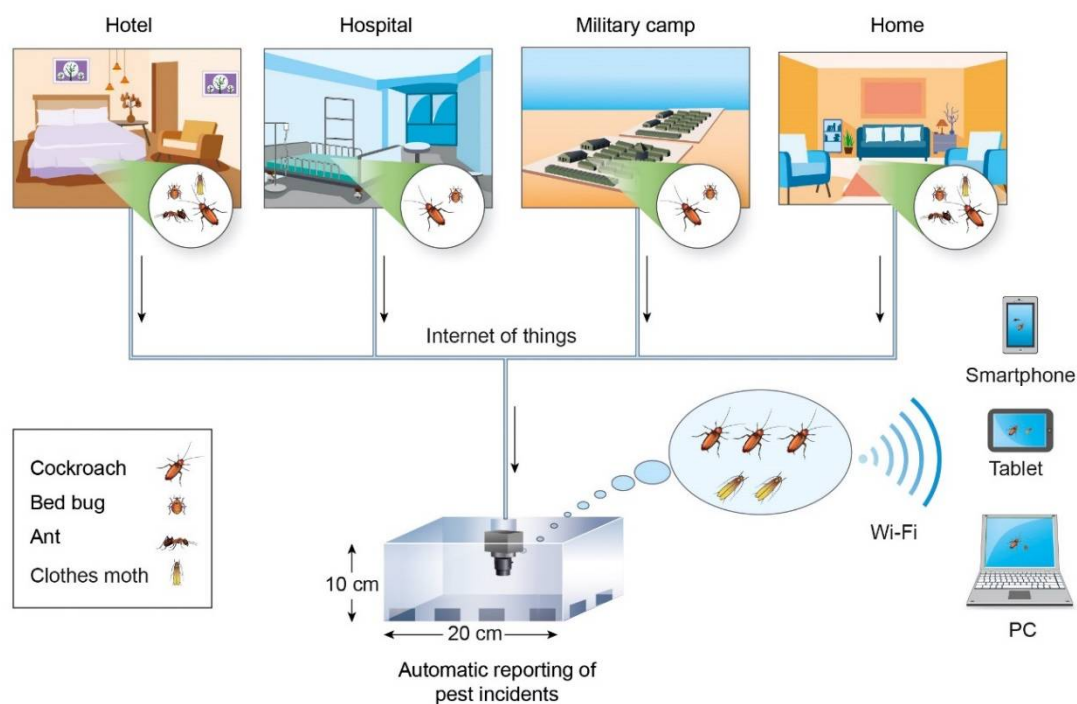 Hotel
Hospital
Military camp
Home
Internet of things
Smartphone
Tablet
Wi-Fi
PC
Cockroach
Bed bug
Ant
Clothes moth
10 cm
20 cm
Automatic reporting of
pest incidents